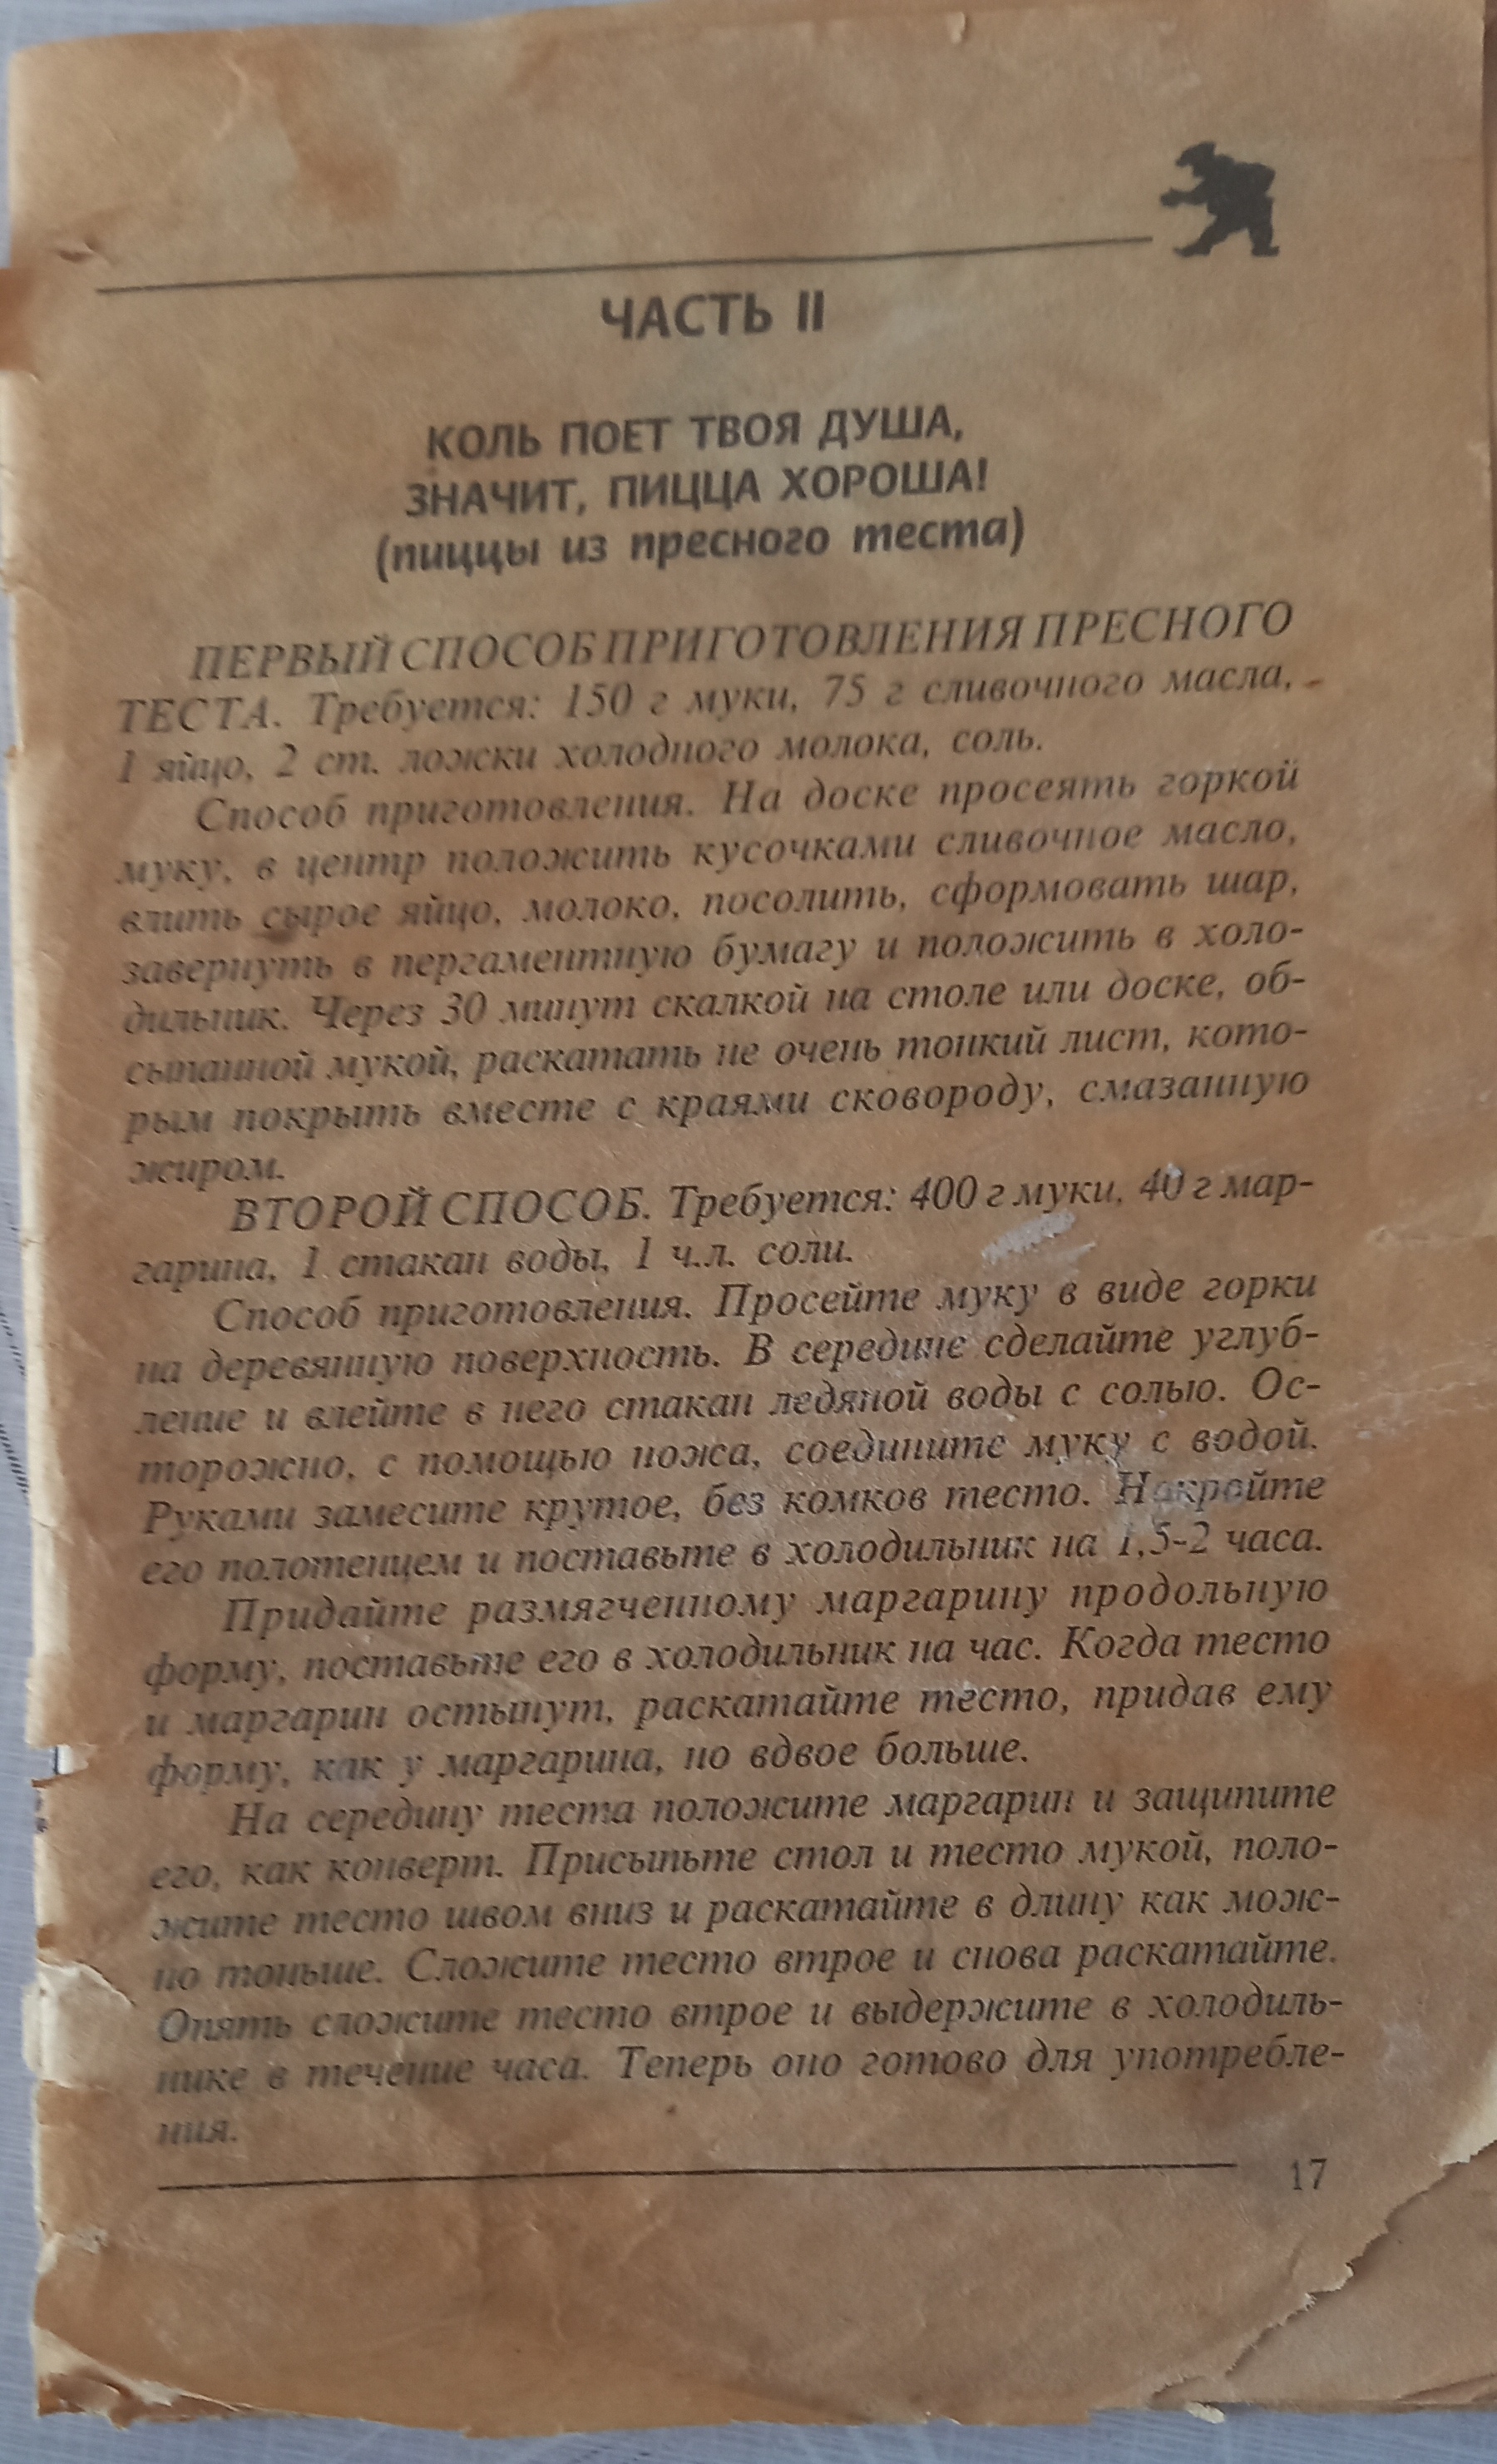 ЧАСТЬ II
КОЛЬ ПОЕТ ТВОЯ ДУША,
ЗНАЧИТ, ПИЦЦА ХОРОША!
(пиццы из пресного теста)
ПЕРВЫЙ СПОСОБ ПРИГОТОВЛЕНИЯ ПРЕСНОГО
ТЕСТА. Требуется: 150 г муки, 75 г сливочного масла,
1 яйцо, 2 ст. ложки холодного молока, соль.
Способ приготовления. На доске просеять горкой
муку, в центр положить кусочками сливочное масло,
влить сырое яйцо, молоко, посолить, сформовать шар,
завернуть в пергаментную бумагу и положить в холо-
дильник. Через 30 минут скалкой на столе или доске, об-
сыпанной мукой, раскатать не очень тонкий лист, кото-
рым покрыть вместе с краями сковороду, смазанную
жиром.
ВТОРОЙ СПОСОБ. Требуется: 400 г муки, 40 г мар-
гарина, 1 стакан воды, 1 ч.л. соли.
Способ приготовления. Просейте муку в виде горки
на деревянную поверхность. В середине сделайте углуб-
ление и влейте в него стакан ледяной воды с солью. Ос-
торожно, с помощью ножа, соедините муку с водой.
Руками замесите крутое, без комков тесто. Накройте
его полотенцем и поставьте в холодильник на 1,5-2 часа.
Придайте размягченному маргарину продольную
форму, поставьте его в холодильник на час. Когда тесто
и маргарин остынут, раскатайте тесто, придав ему
форму, как у маргарина, но вдвое больше.
На середину теста положите маргарин и защипите
его, как конверт. Присыпьте стол и тесто мукой, поло-
жите тесто швом вниз и раскатайте в длину как мож-
но тоньше. Сложите тесто втрое и снова раскатайте.
Опять сложите тесто втрое и выдержите в холодиль-
нике в течение часа. Теперь оно готово для употребле-
ния.
17